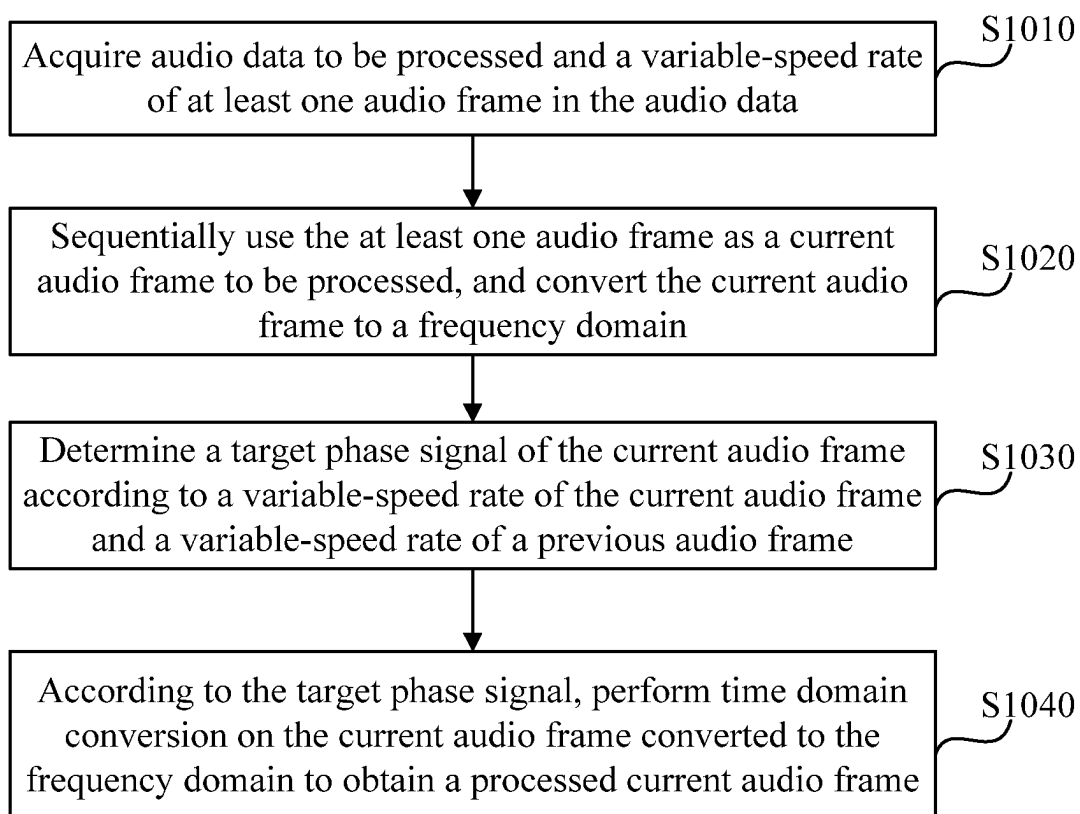 S1010
Acquire audio data to be processed and a variable-speed rate
of at least one audio frame in the audio data
Sequentially use the at least one audio frame as a current
audio frame to be processed, and convert the current audio
frame to a frequency domain
S1020
Determine a target phase signal of the current audio frame
according to a variable-speed rate of the current audio frame
and a variable-speed rate of a previous audio frame
S1030
According to the target phase signal, perform time domain
conversion on the current audio frame converted to the
frequency domain to obtain a processed current audio frame
S1040